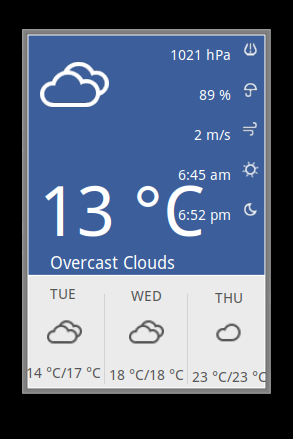 1021 hPa
89 %
2 m/s
6:45 am
13 °C
6:52 pm
Overcast Clouds
TUE WED THU
14 °C/17 °C 18 °C/18 °C 23 °C/23 °C